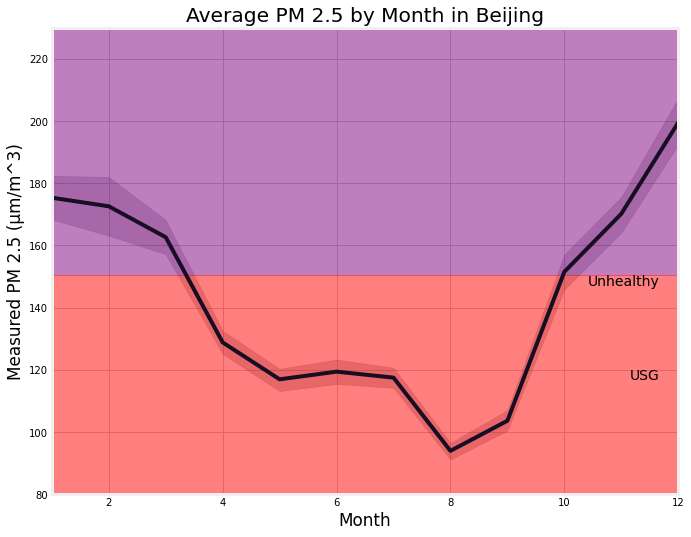 Average PM 2.5 by Month in Beijing
Measured PM 2.5 (μm/m^3)
220
200
180
160
140
120
100
80
Unhealthy
USG
2
4
6
8
10
12
Month